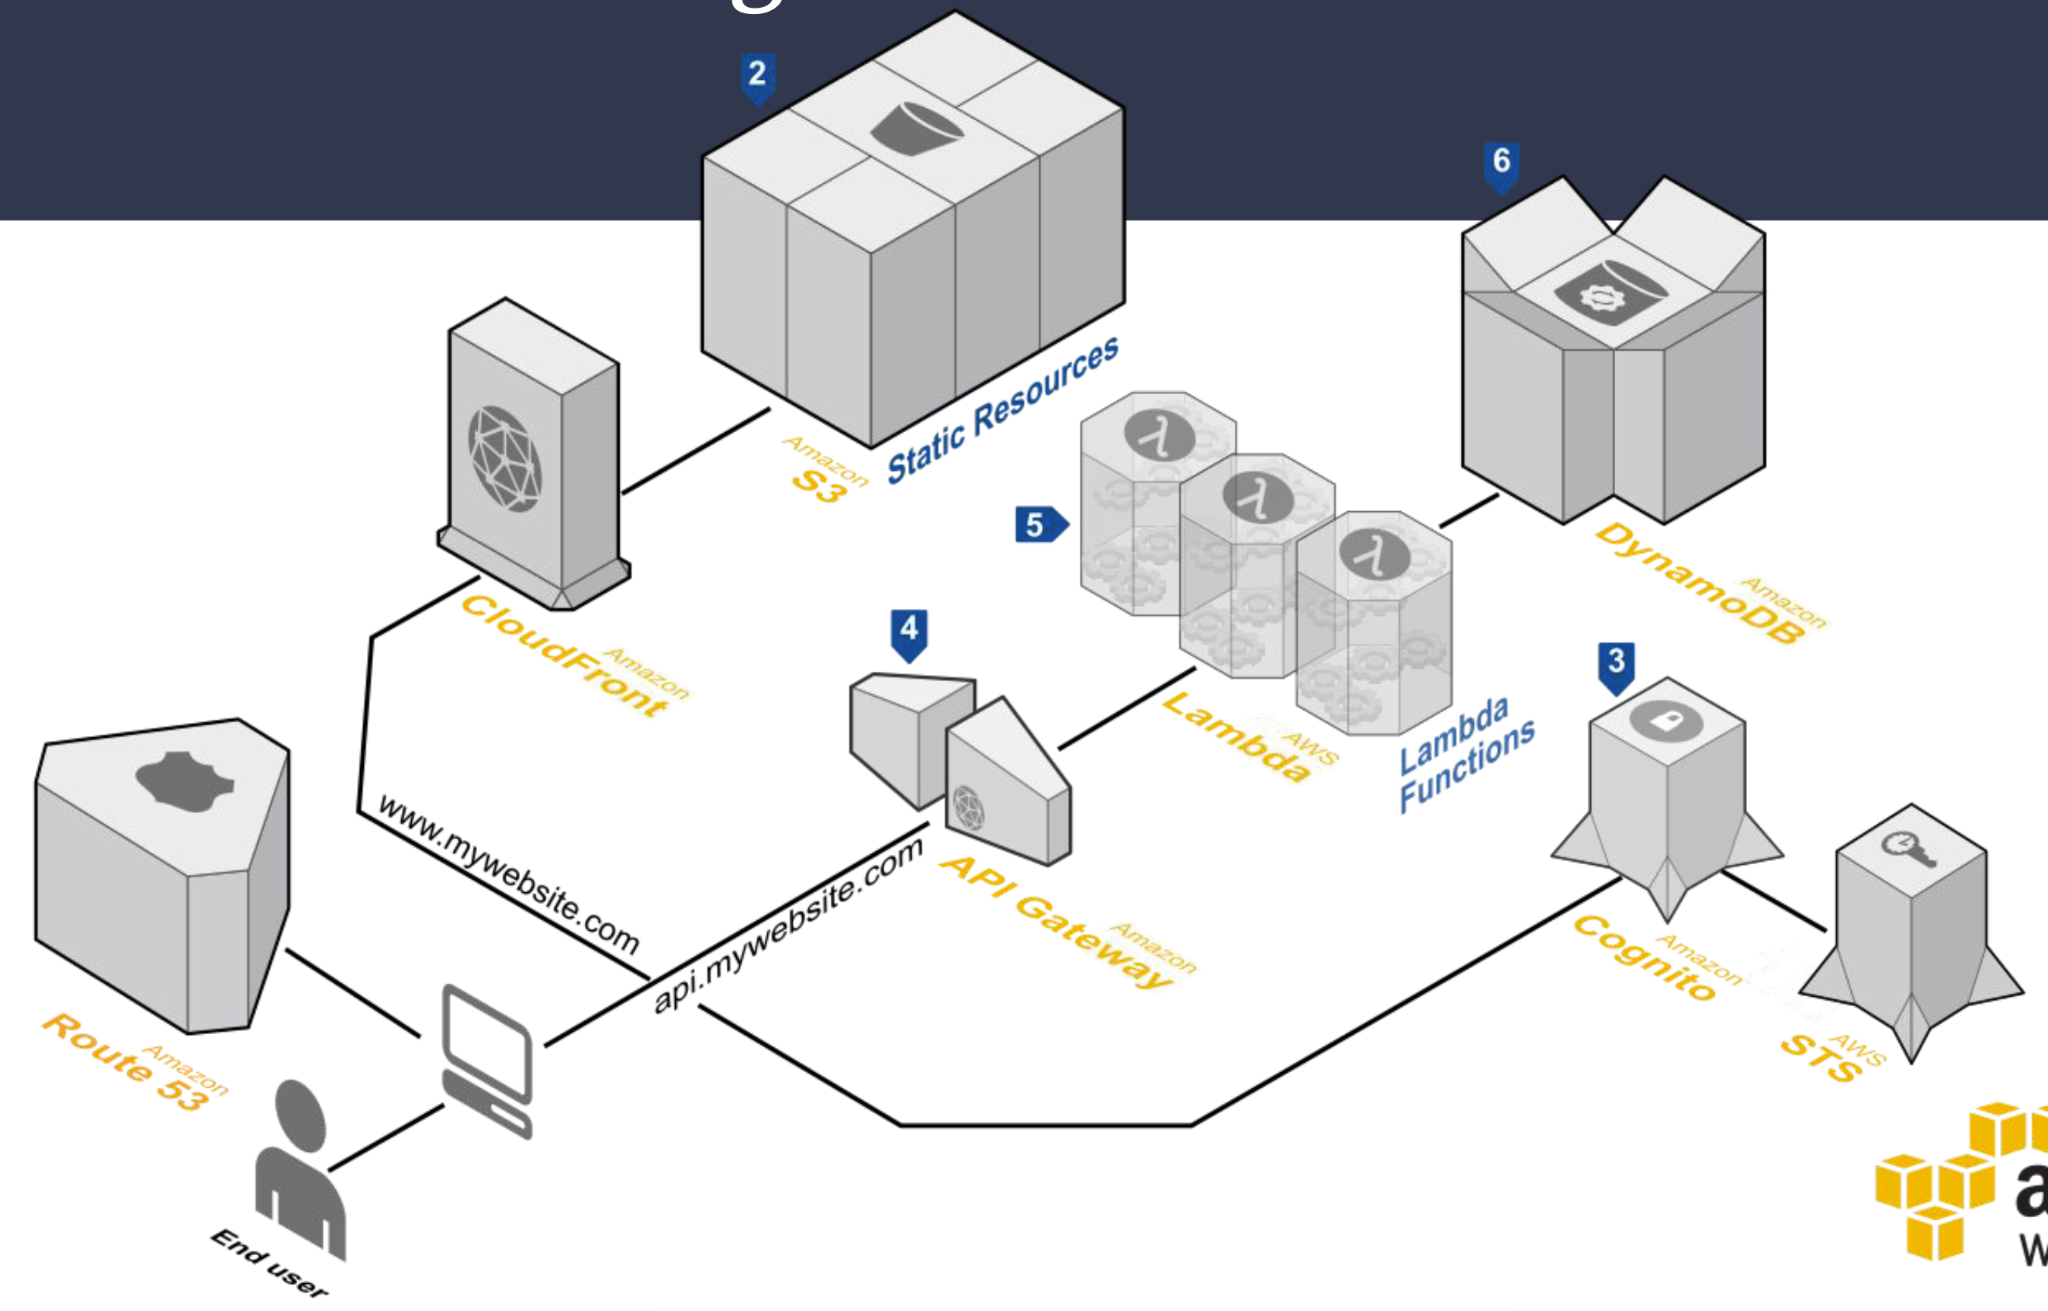 2
6
Static Resources
Amazon
S3
5
Amazon
CloudFront
4
Amazon
DynamoDB
3
AWS
Lambda
Lambda
Functions
www.mywebsite.com
api.mywebsite.com
Amazon
API Gateway
Amazon
Cognito
AWS
STS
Amazon
Route 53
End user
a
W